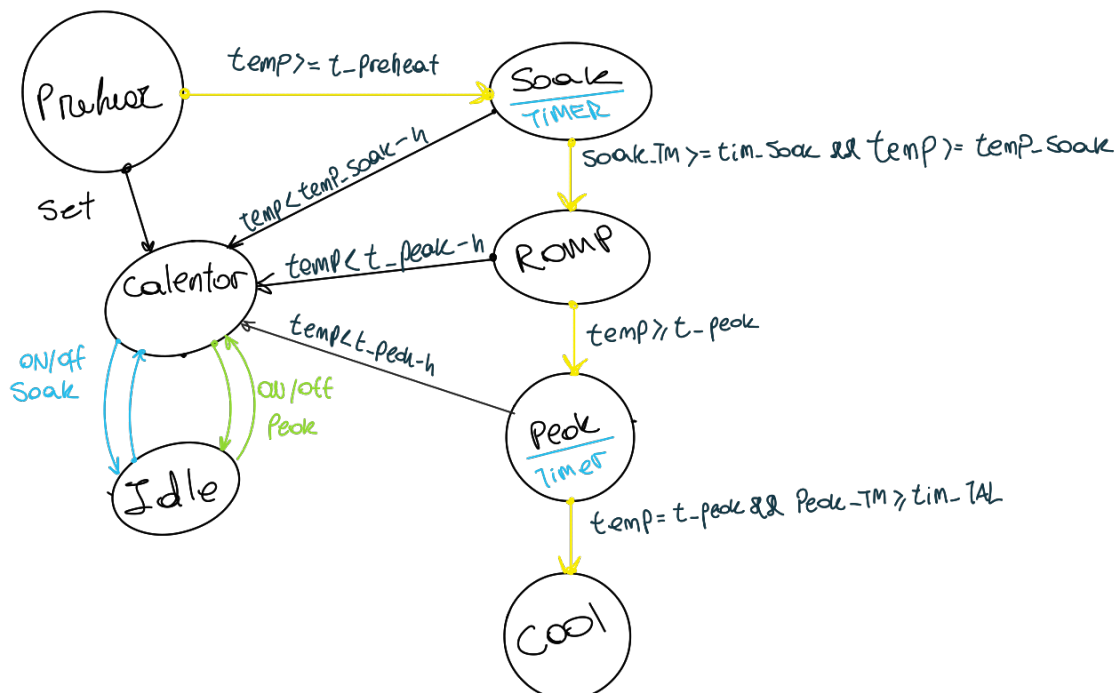 temp>= t_preheat
Preheat
Soak
TIMER
Soak_TM >= tim_Soak && temp >= temp_Soak
temp<temp_soak-h
Set
temp< t_peak-h
Ramp
Calentor
temp≥ t_peak
temp<t_peak-h
ON/off
Soak
ON/Off
Peak
Peak
Timer
Idle
temp= t_peak && Peak_TM ≥ tim_TAL
Cool